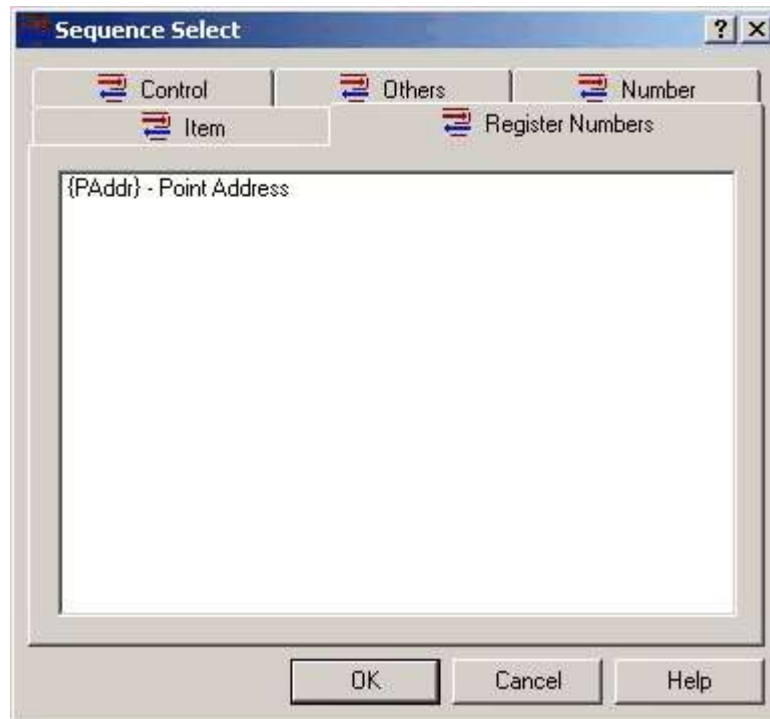 Sequence Select ? ×
Control Others Number
Item Register Numbers
{PAddr} - Point Address
OK Cancel Help